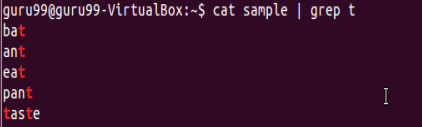 guru99@guru99-VirtualBox:~$ cat sample | grep t
bat
ant
eat
pant
taste